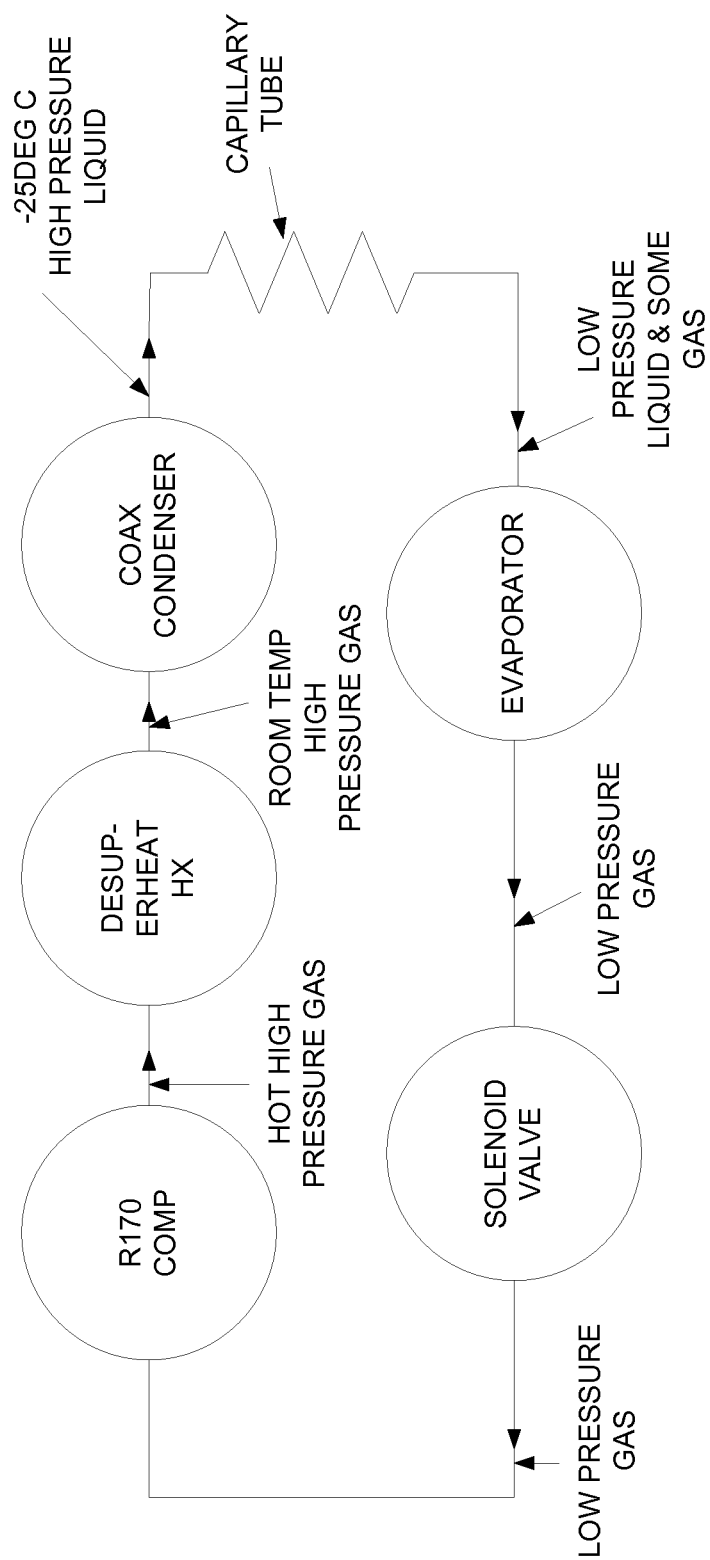 R170
COMP
HOT HIGH
PRESSURE GAS
DESUP-
ERHEAT
HX
ROOM TEMP
HIGH
PRESSURE GAS
COAX
CONDENSER
-25DEG C
HIGH PRESSURE
LIQUID
CAPILLARY
TUBE
LOW
PRESSURE
LIQUID & SOME
GAS
EVAPORATOR
LOW PRESSURE
GAS
SOLENOID
VALVE
LOW PRESSURE
GAS